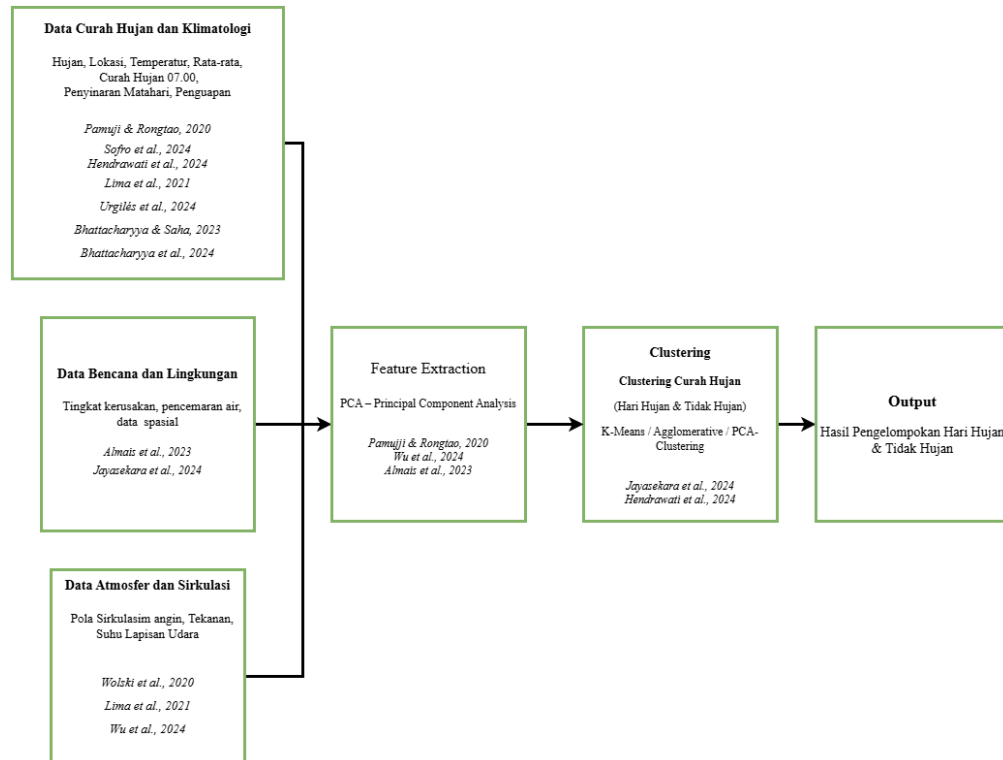 Data Curah Hujan dan Klimatologi
Hujan, Lokasi, Temperatur, Rata-rata,
Curah Hujan 07.00,
Penyinaran Matahari, Penguapan
Pamuji & Rongtao, 2020
Sofro et al., 2024
Hendrawati et al., 2024
Lima et al., 2021
Urgilés et al., 2024
Bhattacharyya & Saha, 2023
Bhattacharyya et al., 2024
Data Bencana dan Lingkungan
Tingkat kerusakan, pencemaran air,
data spasial
Almais et al., 2023
Jayasekara et al., 2024
Data Atmosfer dan Sirkulasi
Pola Sirkulasim angin, Tekanan,
Suhu Lapisan Udara
Wolski et al., 2020
Lima et al., 2021
Wu et al., 2024
Feature Extraction
PCA – Principal Component Analysis
Pamujji & Rongtao, 2020
Wu et al., 2024
Almais et al., 2023
Clustering
Clustering Curah Hujan
(Hari Hujan & Tidak Hujan)
K-Means / Agglomerative / PCA-
Clustering
Jayasekara et al., 2024
Hendrawati et al., 2024
Output
Hasil Pengelompokan Hari Hujan
& Tidak Hujan